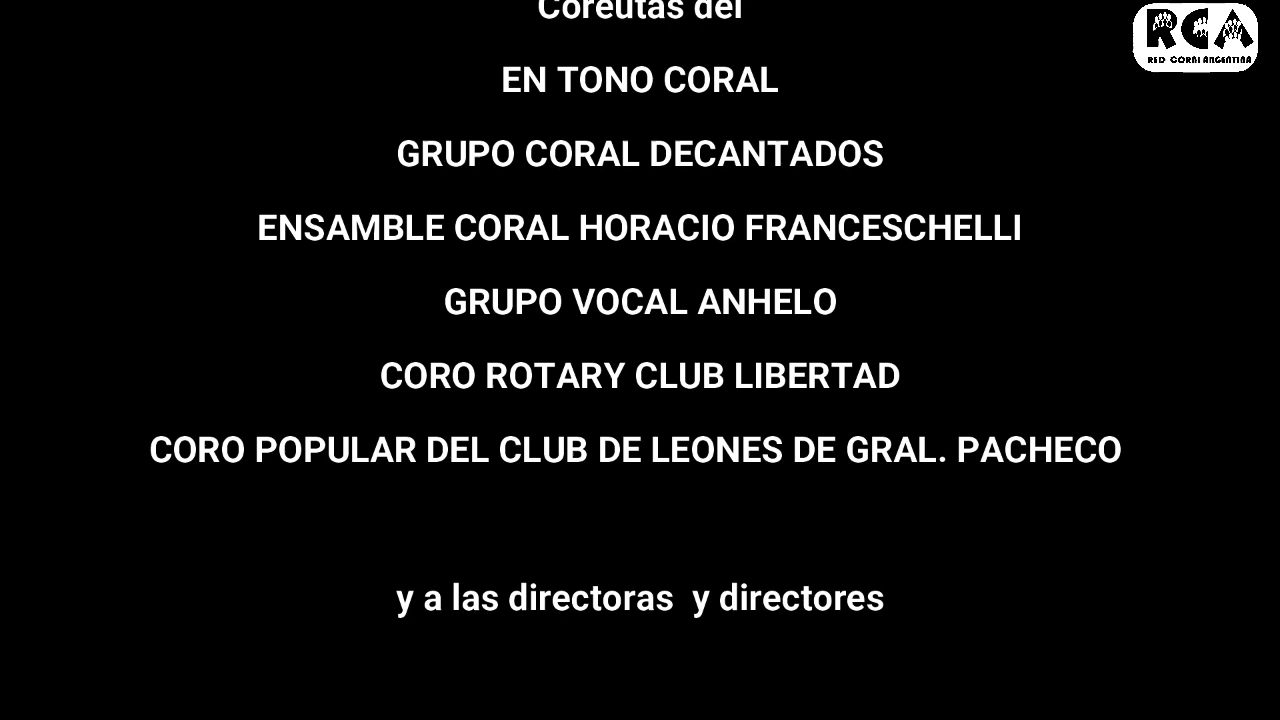 Coreutas del
RCA
RED CORAL ARGENTINA
EN TONO CORAL
GRUPO CORAL DECANTADOS
ENSAMBLE CORAL HORACIO FRANCESCHELLI
GRUPO VOCAL ANHELO
CORO ROTARY CLUB LIBERTAD
CORO POPULAR DEL CLUB DE LEONES DE GRAL. PACHECO
y a las directoras  y directores